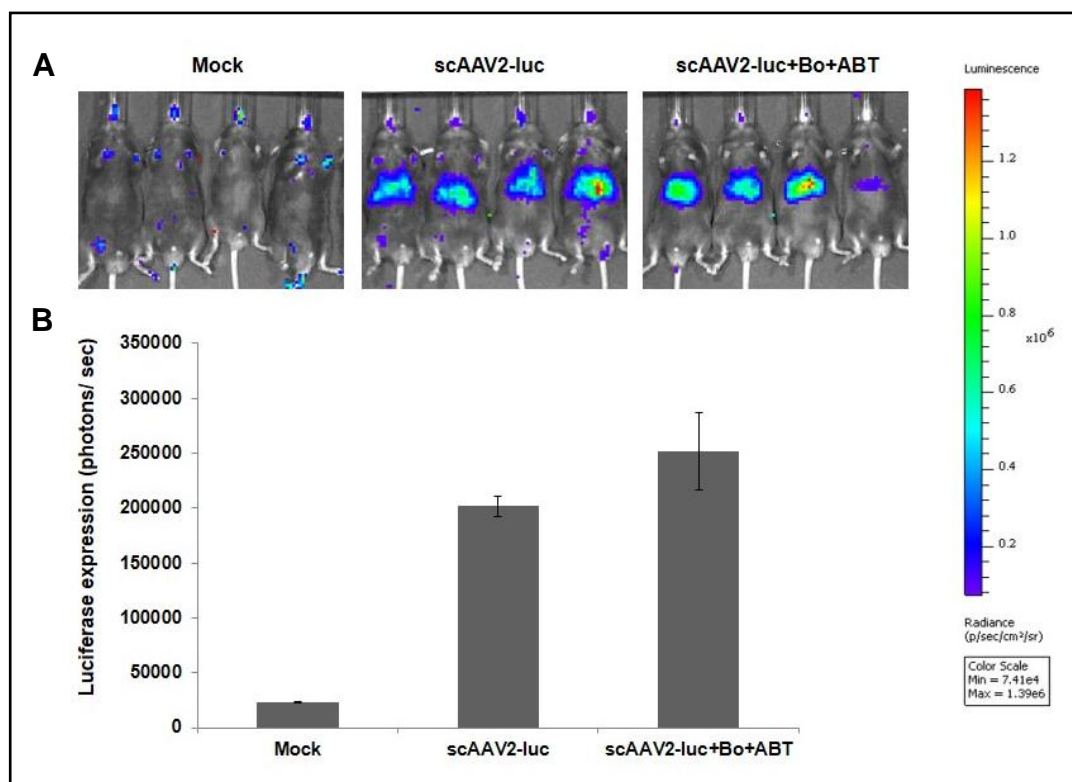 A
Mock
scAAV2-luc
scAAV2-luc+Bo+ABT
Luminescence
1.2
1.0
0.8
x10⁶
0.6
0.4
0.2
Radiance
(p/sec/cm²/sr)
Color Scale
Min = 7.41e4
Max = 1.39e6
B
Luciferase expression (photons/ sec)
350000
300000
250000
200000
150000
100000
50000
0
Mock
scAAV2-luc
scAAV2-luc+Bo+ABT